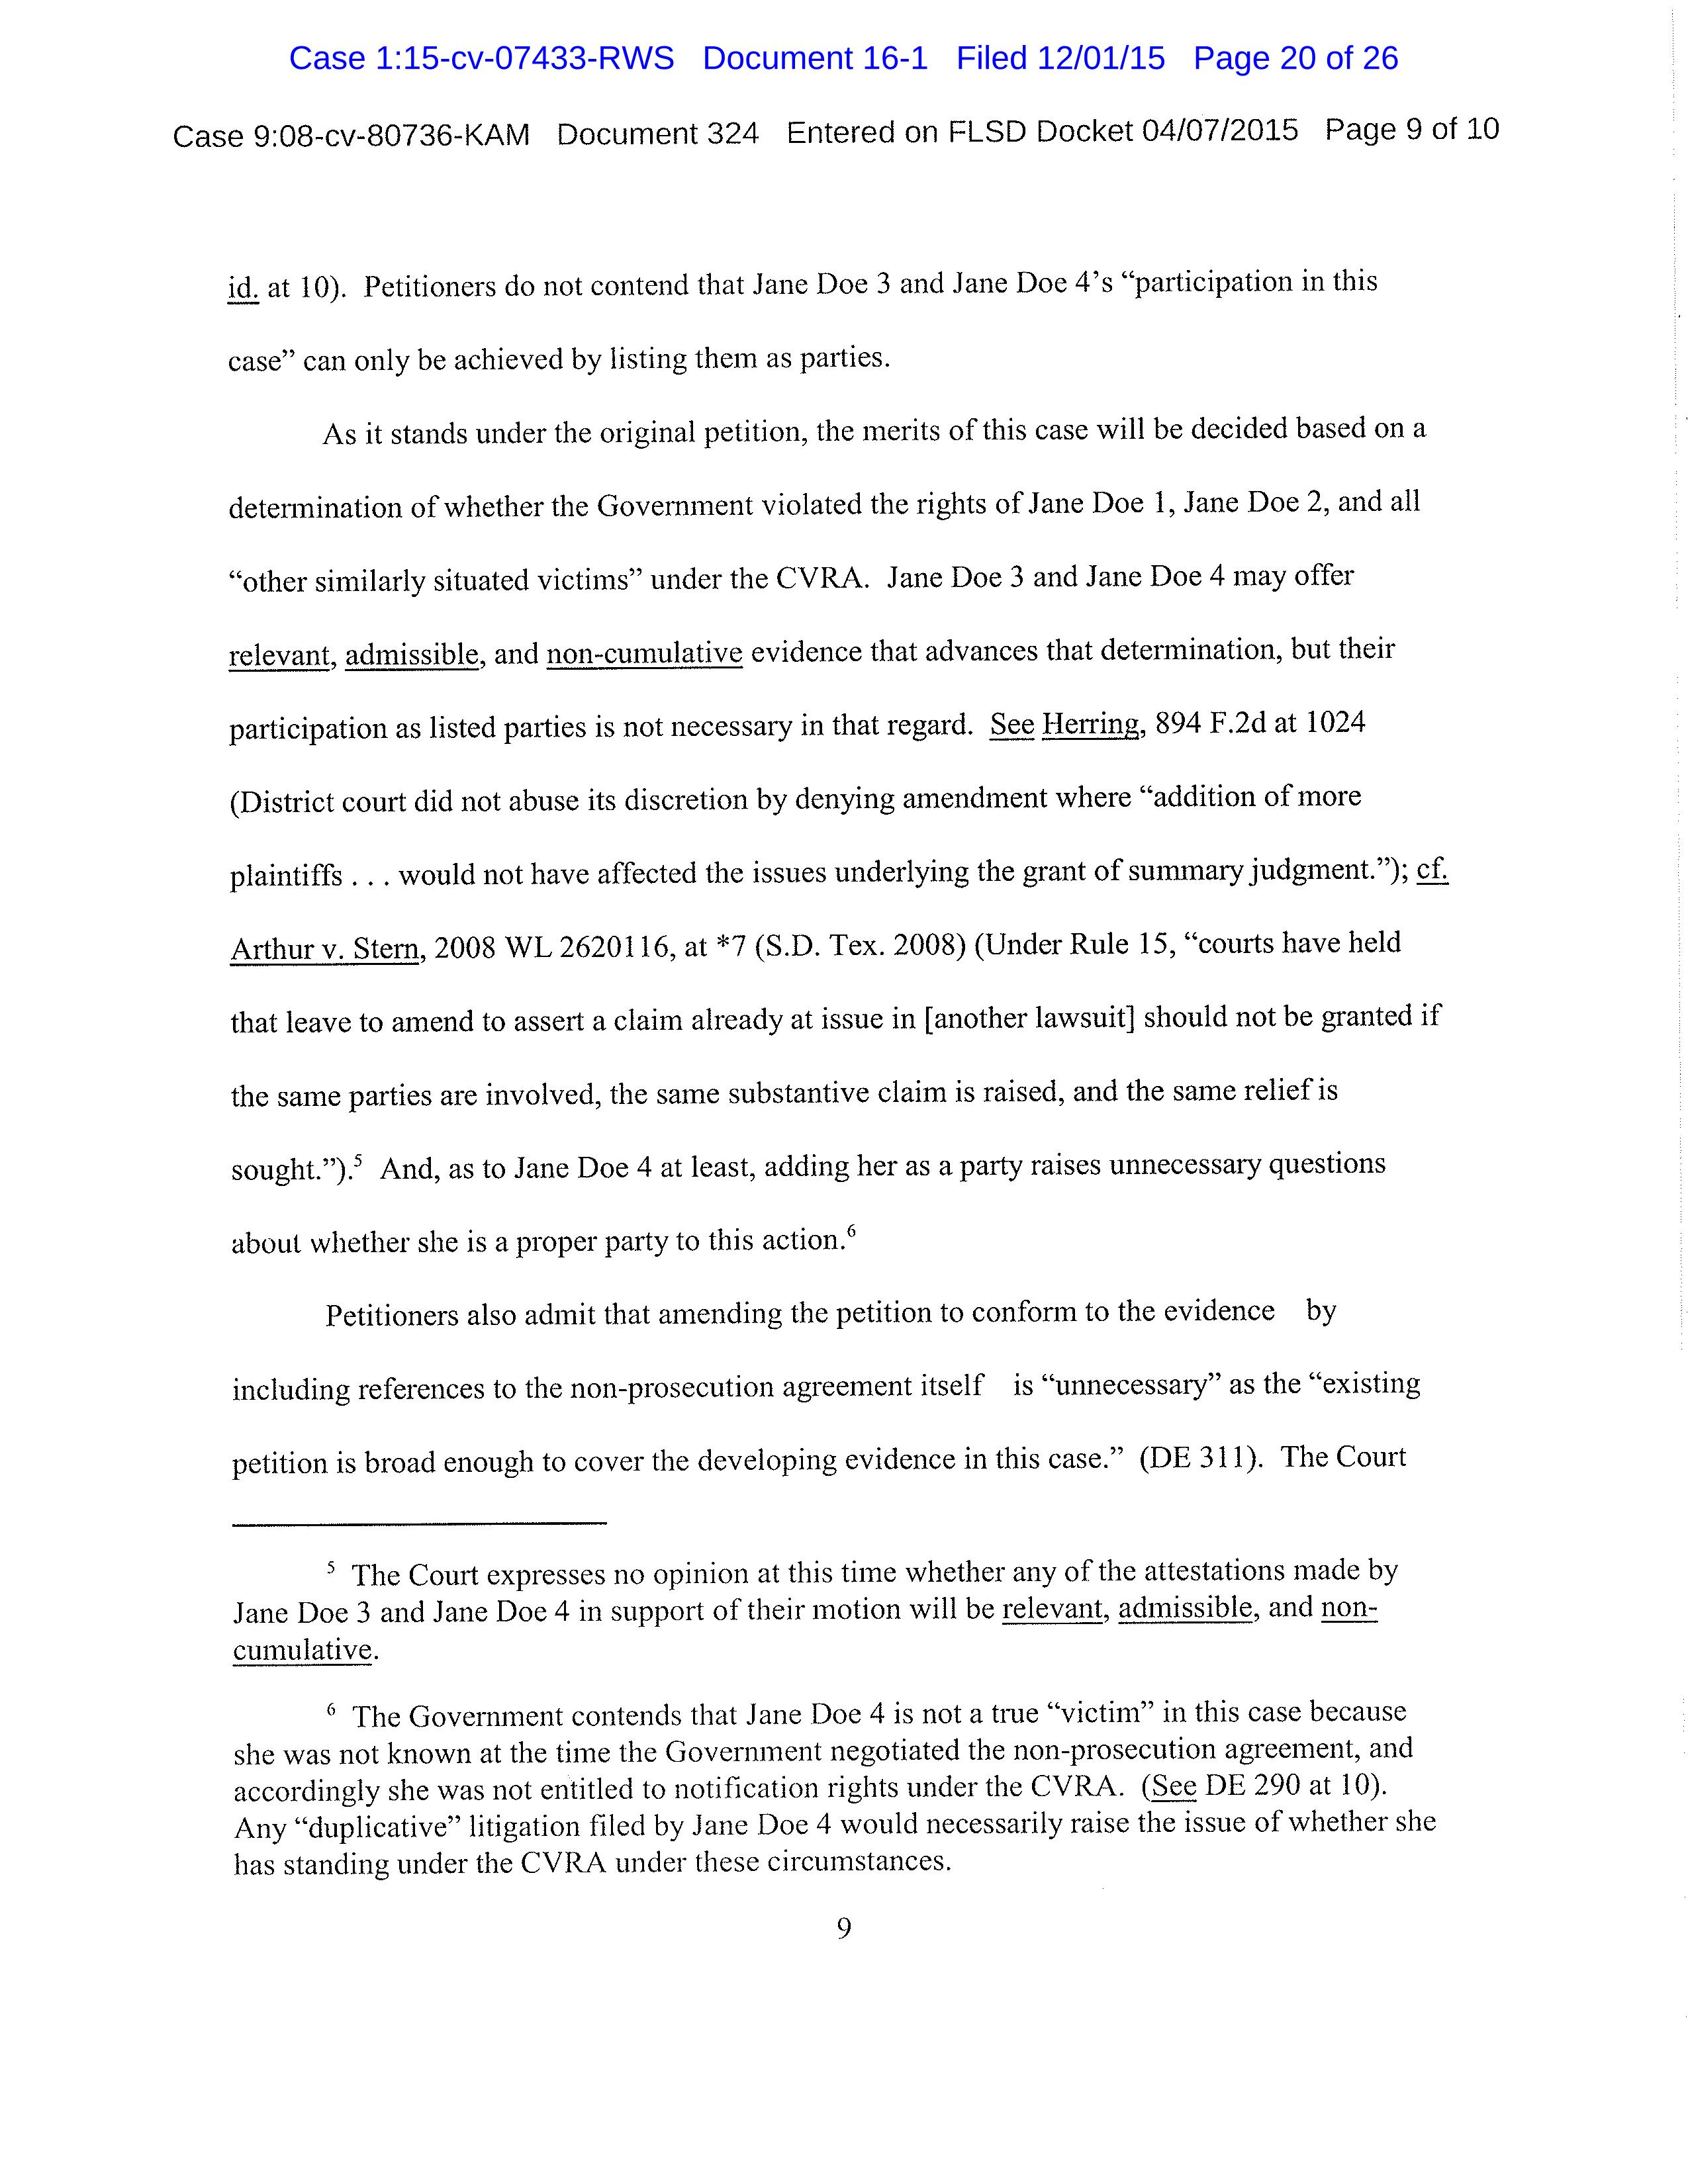 Case 1:15-cv-07433-RWS Document 16-1 Filed 12/01/15 Page 20 of 26
Case 9:08-cv-80736-KAM Document 324 Entered on FLSD Docket 04/07/2015 Page 9 of 10
id. at 10). Petitioners do not contend that Jane Doe 3 and Jane Doe 4’s “participation in this
case” can only be achieved by listing them as parties.
As it stands under the original petition, the merits of this case will be decided based on a
determination of whether the Government violated the rights of Jane Doe 1, Jane Doe 2, and all
“other similarly situated victims” under the CVRA. Jane Doe 3 and Jane Doe 4 may offer
relevant, admissible, and non-cumulative evidence that advances that determination, but their
participation as listed parties is not necessary in that regard. See Herring, 894 F.2d at 1024
(District court did not abuse its discretion by denying amendment where “addition of more
plaintiffs . . . would not have affected the issues underlying the grant of summary judgment.”); cf.
Arthur v. Stern, 2008 WL 2620116, at *7 (S.D. Tex. 2008) (Under Rule 15, “courts have held
that leave to amend to assert a claim already at issue in [another lawsuit] should not be granted if
the same parties are involved, the same substantive claim is raised, and the same relief is
sought.”).⁵ And, as to Jane Doe 4 at least, adding her as a party raises unnecessary questions
about whether she is a proper party to this action.⁶
Petitioners also admit that amending the petition to conform to the evidence by
including references to the non-prosecution agreement itself is “unnecessary” as the “existing
petition is broad enough to cover the developing evidence in this case.” (DE 311). The Court
⁵ The Court expresses no opinion at this time whether any of the attestations made by
Jane Doe 3 and Jane Doe 4 in support of their motion will be relevant, admissible, and non-
cumulative.
⁶ The Government contends that Jane Doe 4 is not a true “victim” in this case because
she was not known at the time the Government negotiated the non-prosecution agreement, and
accordingly she was not entitled to notification rights under the CVRA. (See DE 290 at 10).
Any “duplicative” litigation filed by Jane Doe 4 would necessarily raise the issue of whether she
has standing under the CVRA under these circumstances.
9